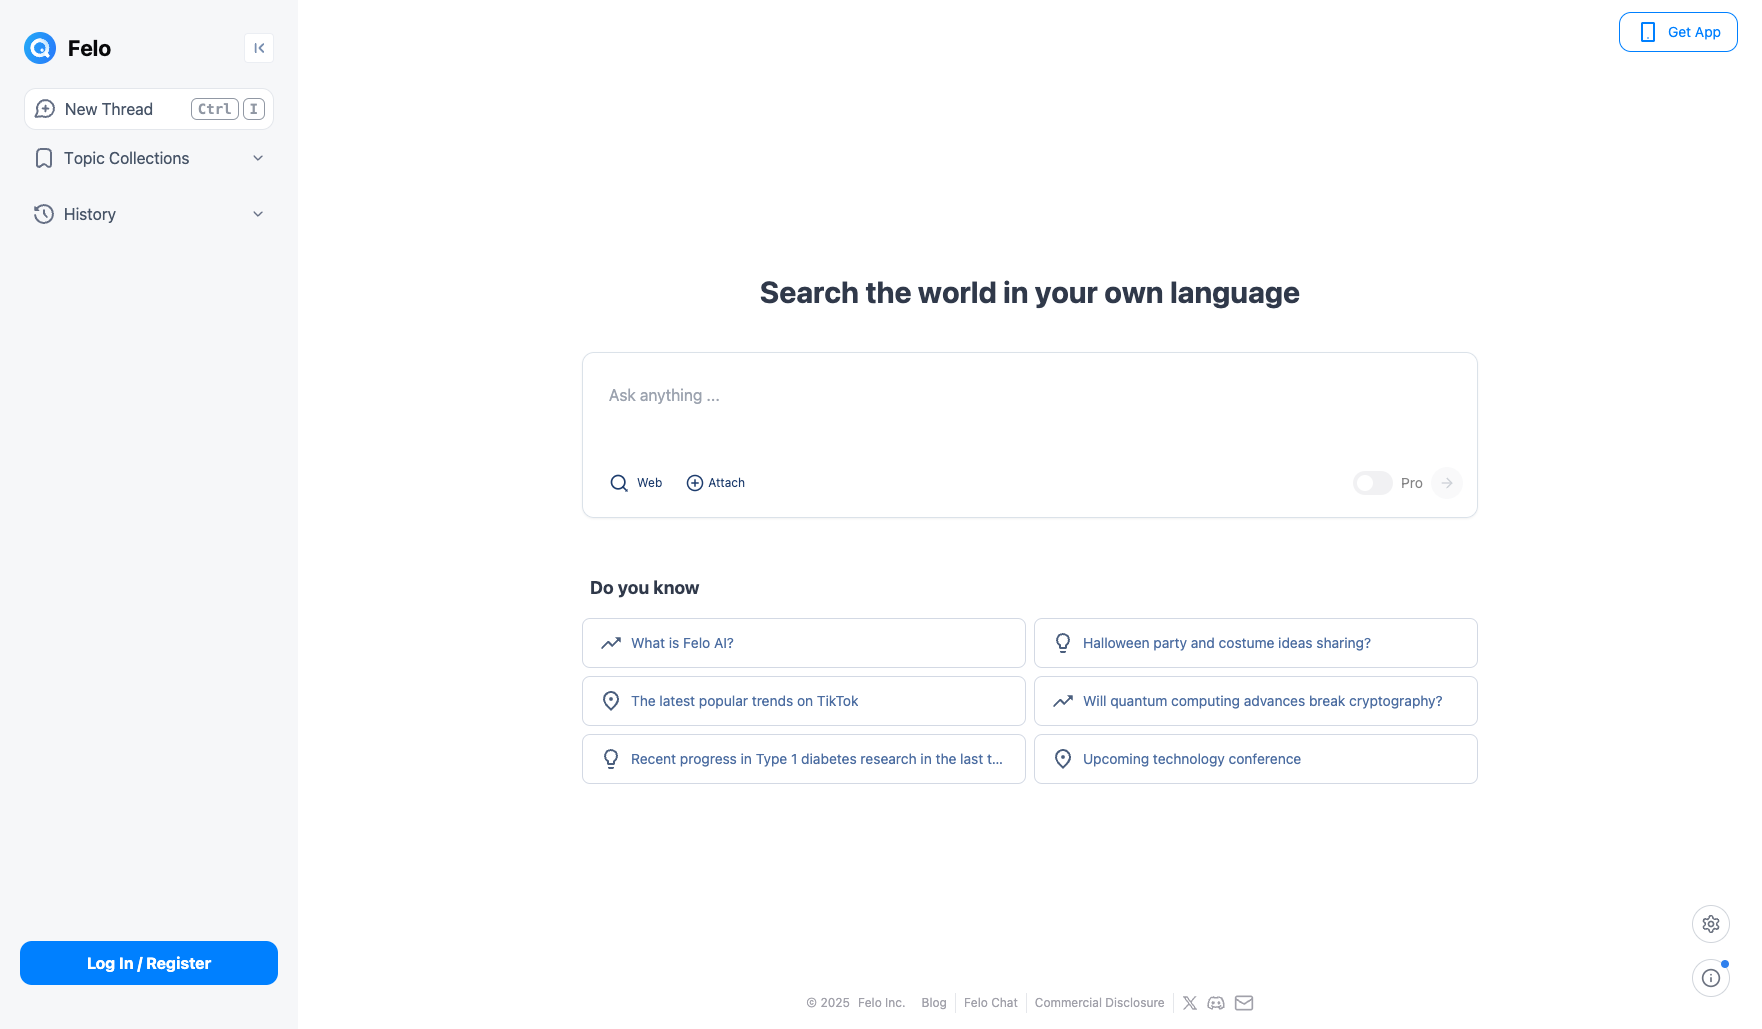 Felo
Get App
New Thread Ctrl I
Topic Collections
History
Search the world in your own language
Ask anything ...
Web Attach Pro
Do you know
What is Felo AI?
Halloween party and costume ideas sharing?
The latest popular trends on TikTok
Will quantum computing advances break cryptography?
Recent progress in Type 1 diabetes research in the last t...
Upcoming technology conference
Log In / Register
© 2025 Felo Inc. Blog Felo Chat Commercial Disclosure